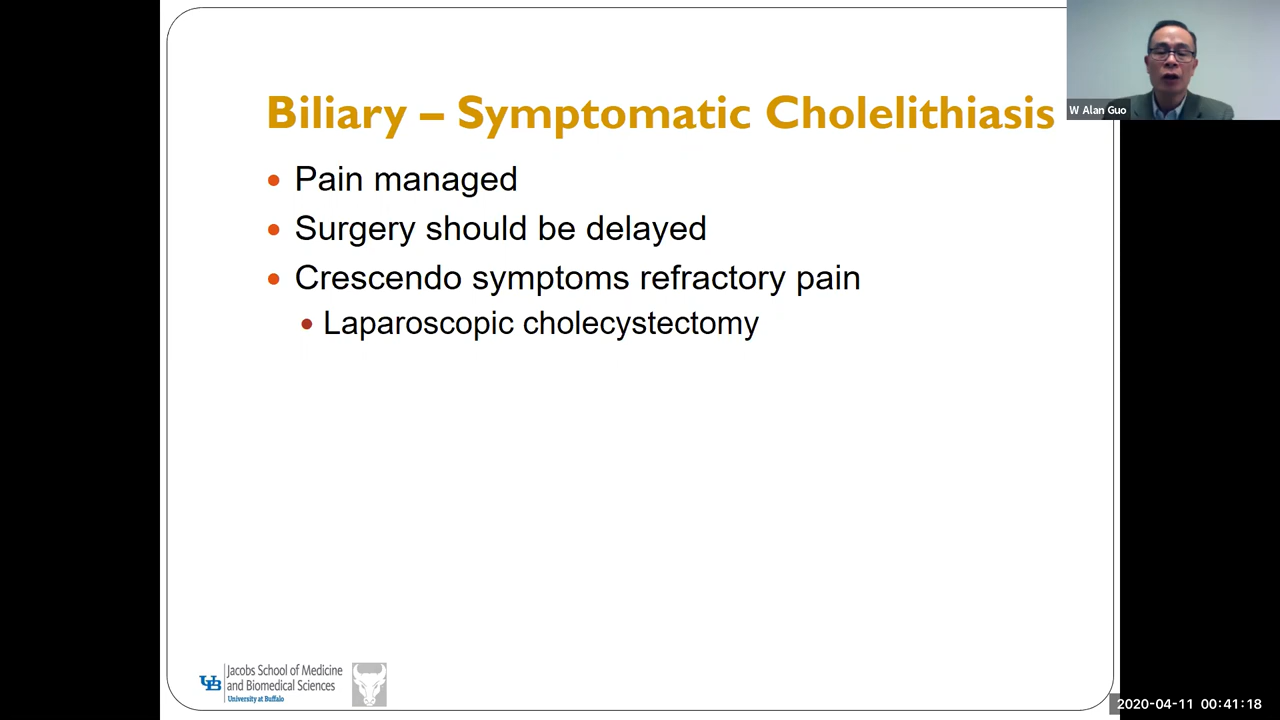 Biliary – Symptomatic Cholelithiasis
Pain managed
Surgery should be delayed
Crescendo symptoms refractory pain
Laparoscopic cholecystectomy
W Alan Guo
UB
Jacobs School of Medicine
and Biomedical Sciences
University at Buffalo
2020-04-11 00:41:18